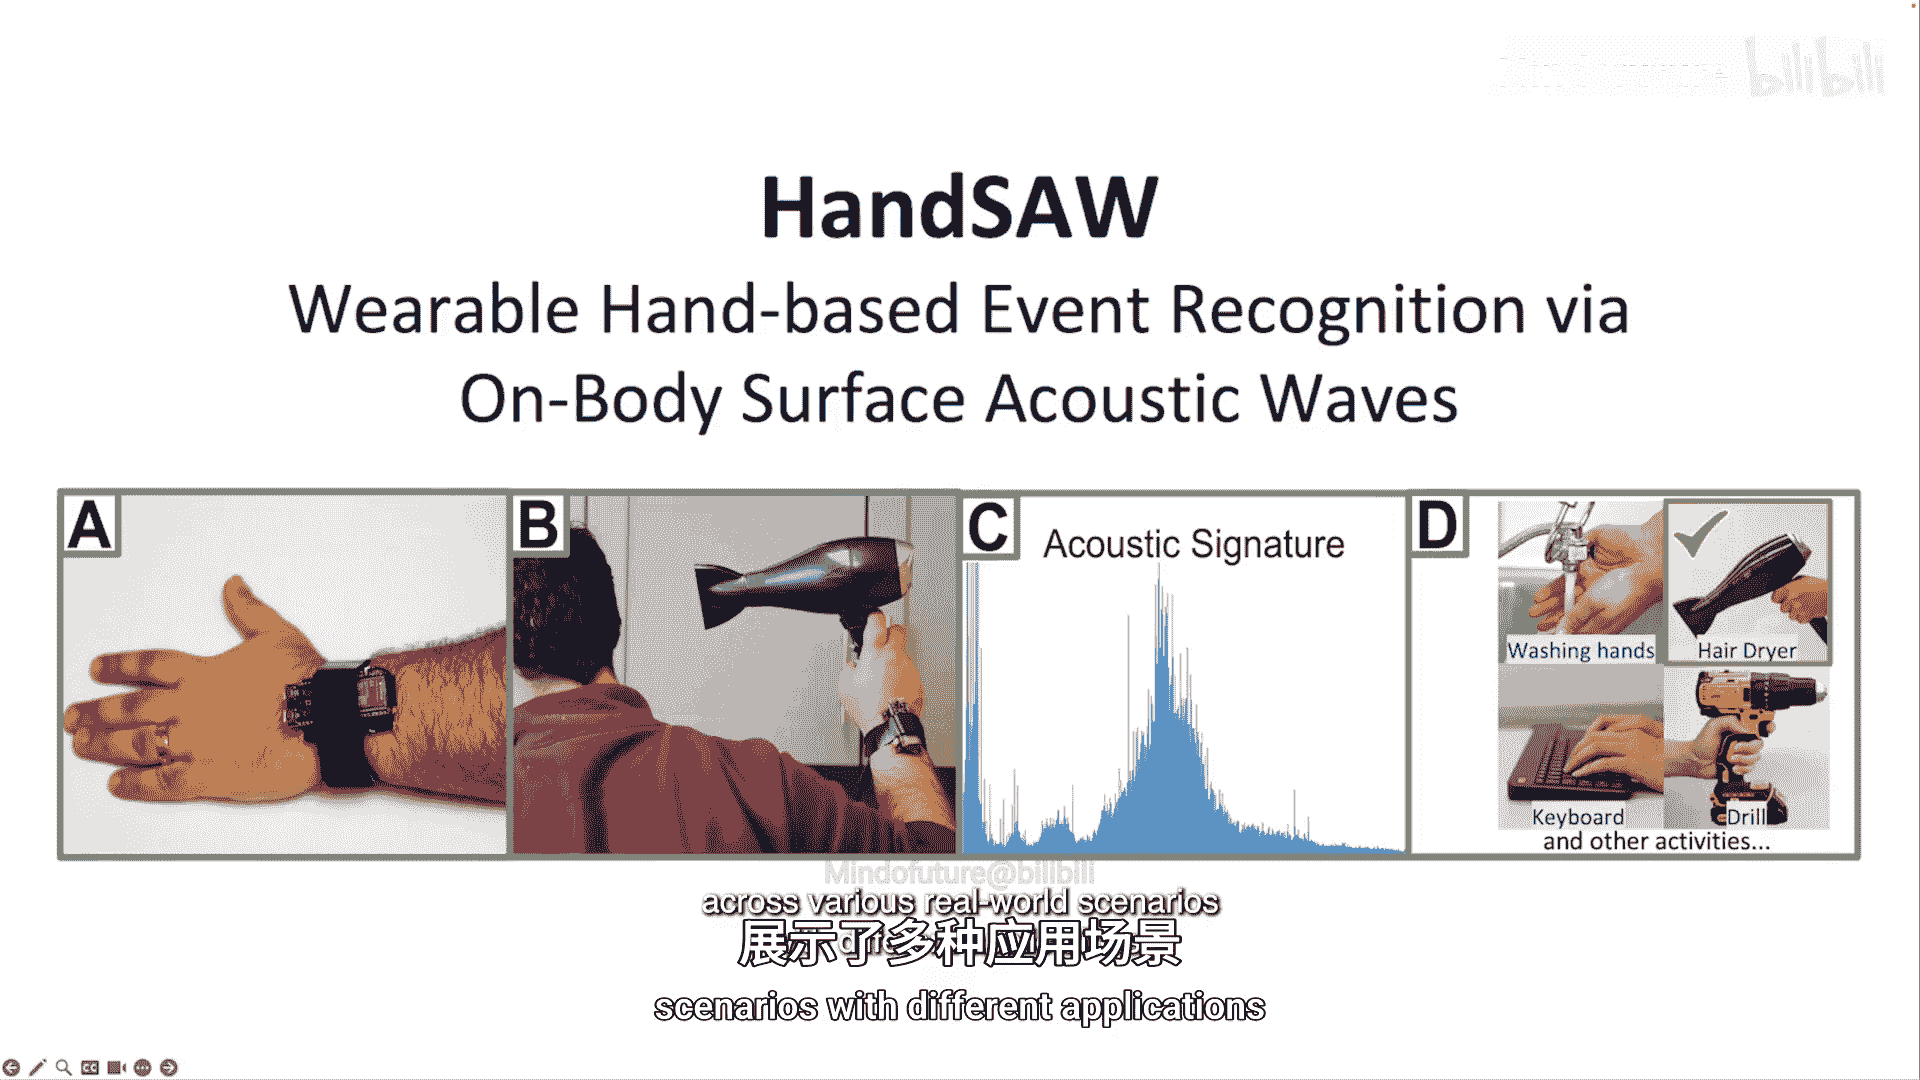 bilibili
HandSAW
Wearable Hand-based Event Recognition via
On-Body Surface Acoustic Waves
A
B
C
Acoustic Signature
D
Washing hands
Hair Dryer
Keyboard
Drill
and other activities...
Mindofuture@bilibili
across various real-world scenarios
展示了多种应用场景
scenarios with different applications
CC